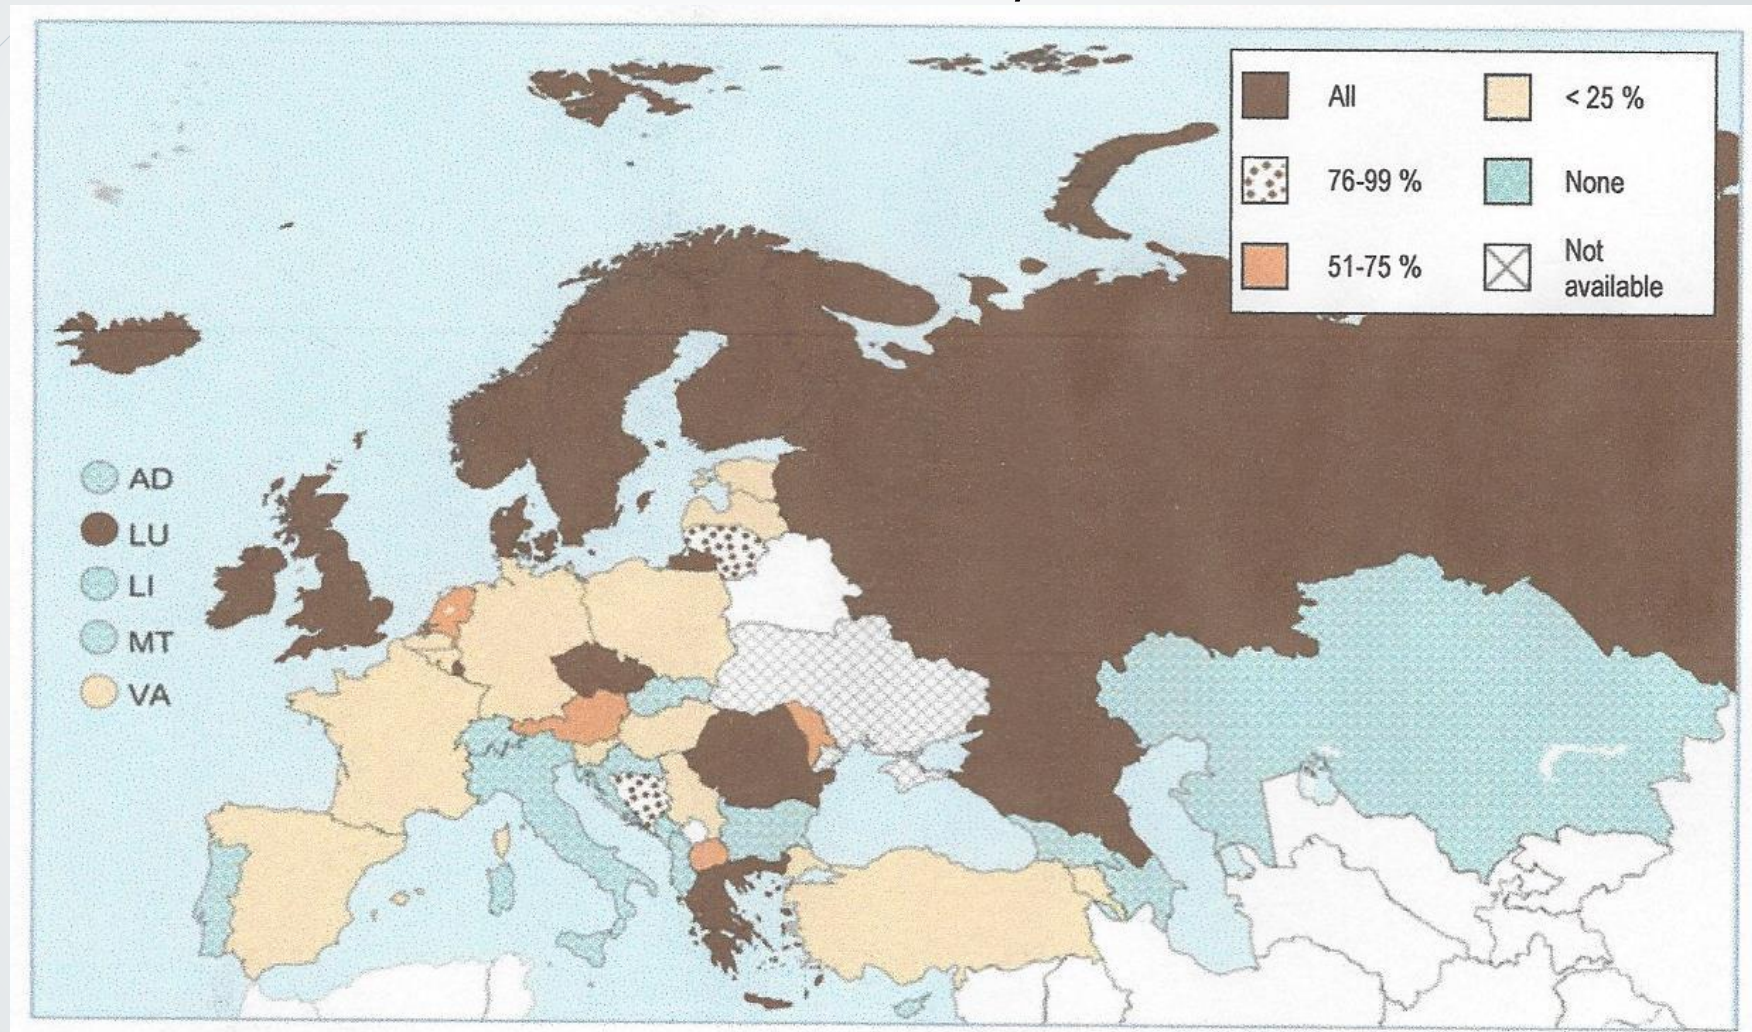 All
< 25 %
76-99 %
None
51-75 %
Not
available
AD
LU
LI
MT
VA